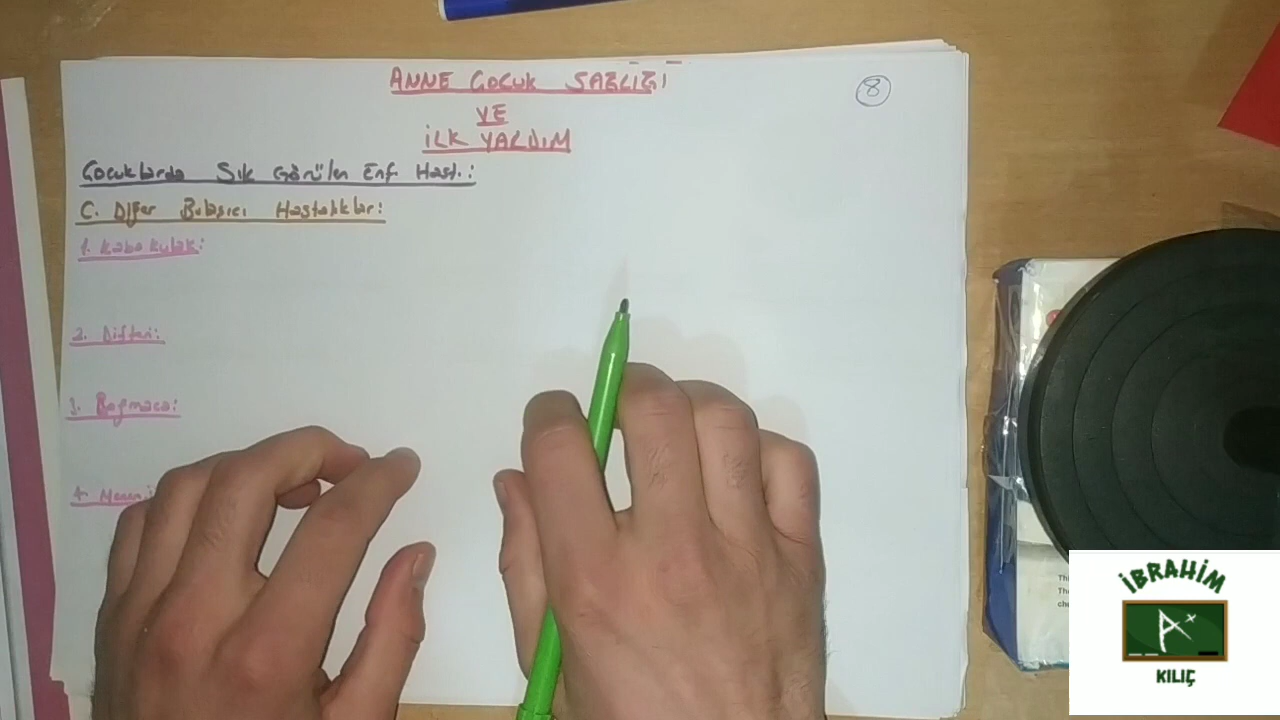 ANNE ÇOCUK SAĞLIĞI
VE
İLK YARDIM
8
Çocuklarda Sık Görülen Enf. Hast.:
C. Diğer Bulaşıcı Hastalıklar:
1. Kabakulak:
2. Difteri:
3. Boğmaca:
4.
İBRAHİM
A+
KILIÇ